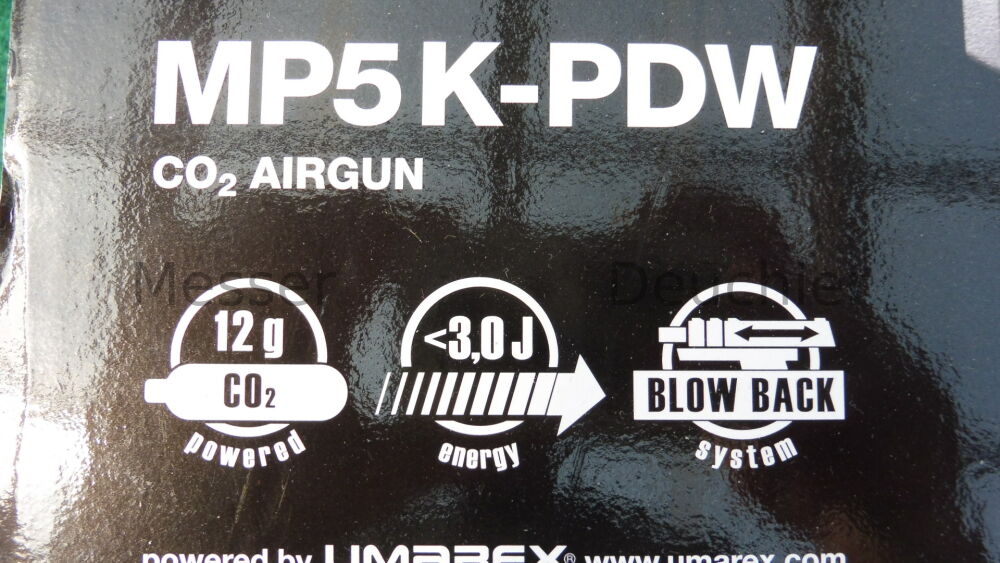 MP5 K-PDW
CO₂ AIRGUN
Messer Deuchie
12 g
CO₂
powered
<3,0 J
energy
BLOW BACK
system
powered by UMAREX® www.umarex.com